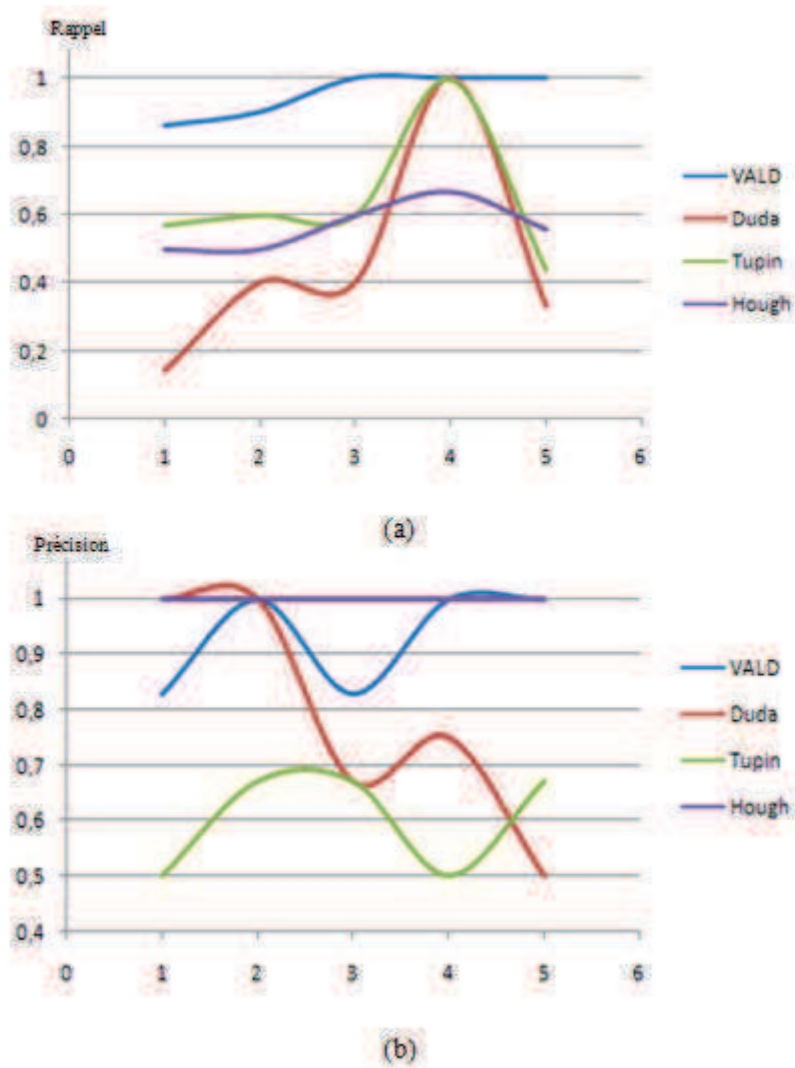 Rappel
1
0,8
0,6
0,4
0,2
0
0 1 2 3 4 5 6
VALD
Duda
Tupin
Hough
(a)
Précision
1
0,9
0,8
0,7
0,6
0,5
0,4
0 1 2 3 4 5 6
VALD
Duda
Tupin
Hough
(b)